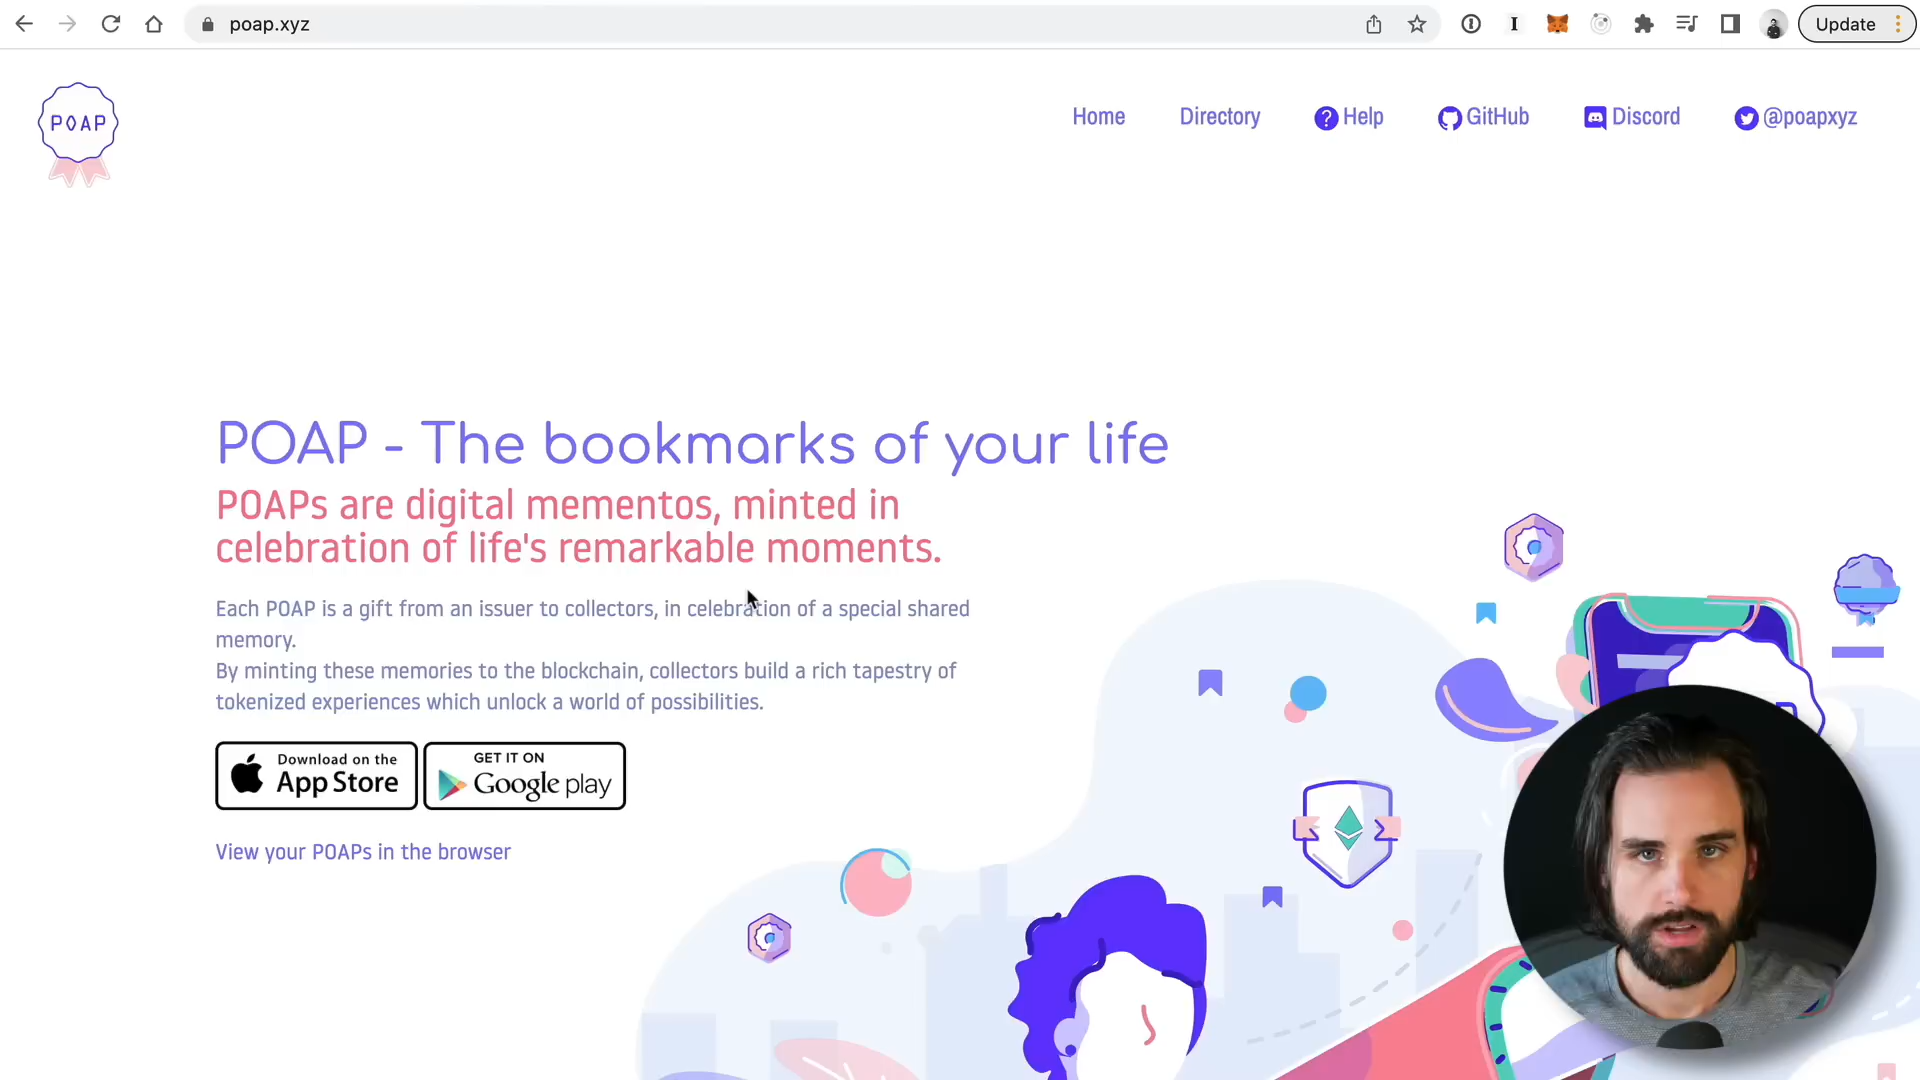 poap.xyz
Update
POAP
Home
Directory
Help
GitHub
Discord
@poapxyz
POAP - The bookmarks of your life
POAPs are digital mementos, minted in
celebration of life's remarkable moments.
Each POAP is a gift from an issuer to collectors, in celebration of a special shared
memory.
By minting these memories to the blockchain, collectors build a rich tapestry of
tokenized experiences which unlock a world of possibilities.
Download on the
App Store
GET IT ON
Google play
View your POAPs in the browser